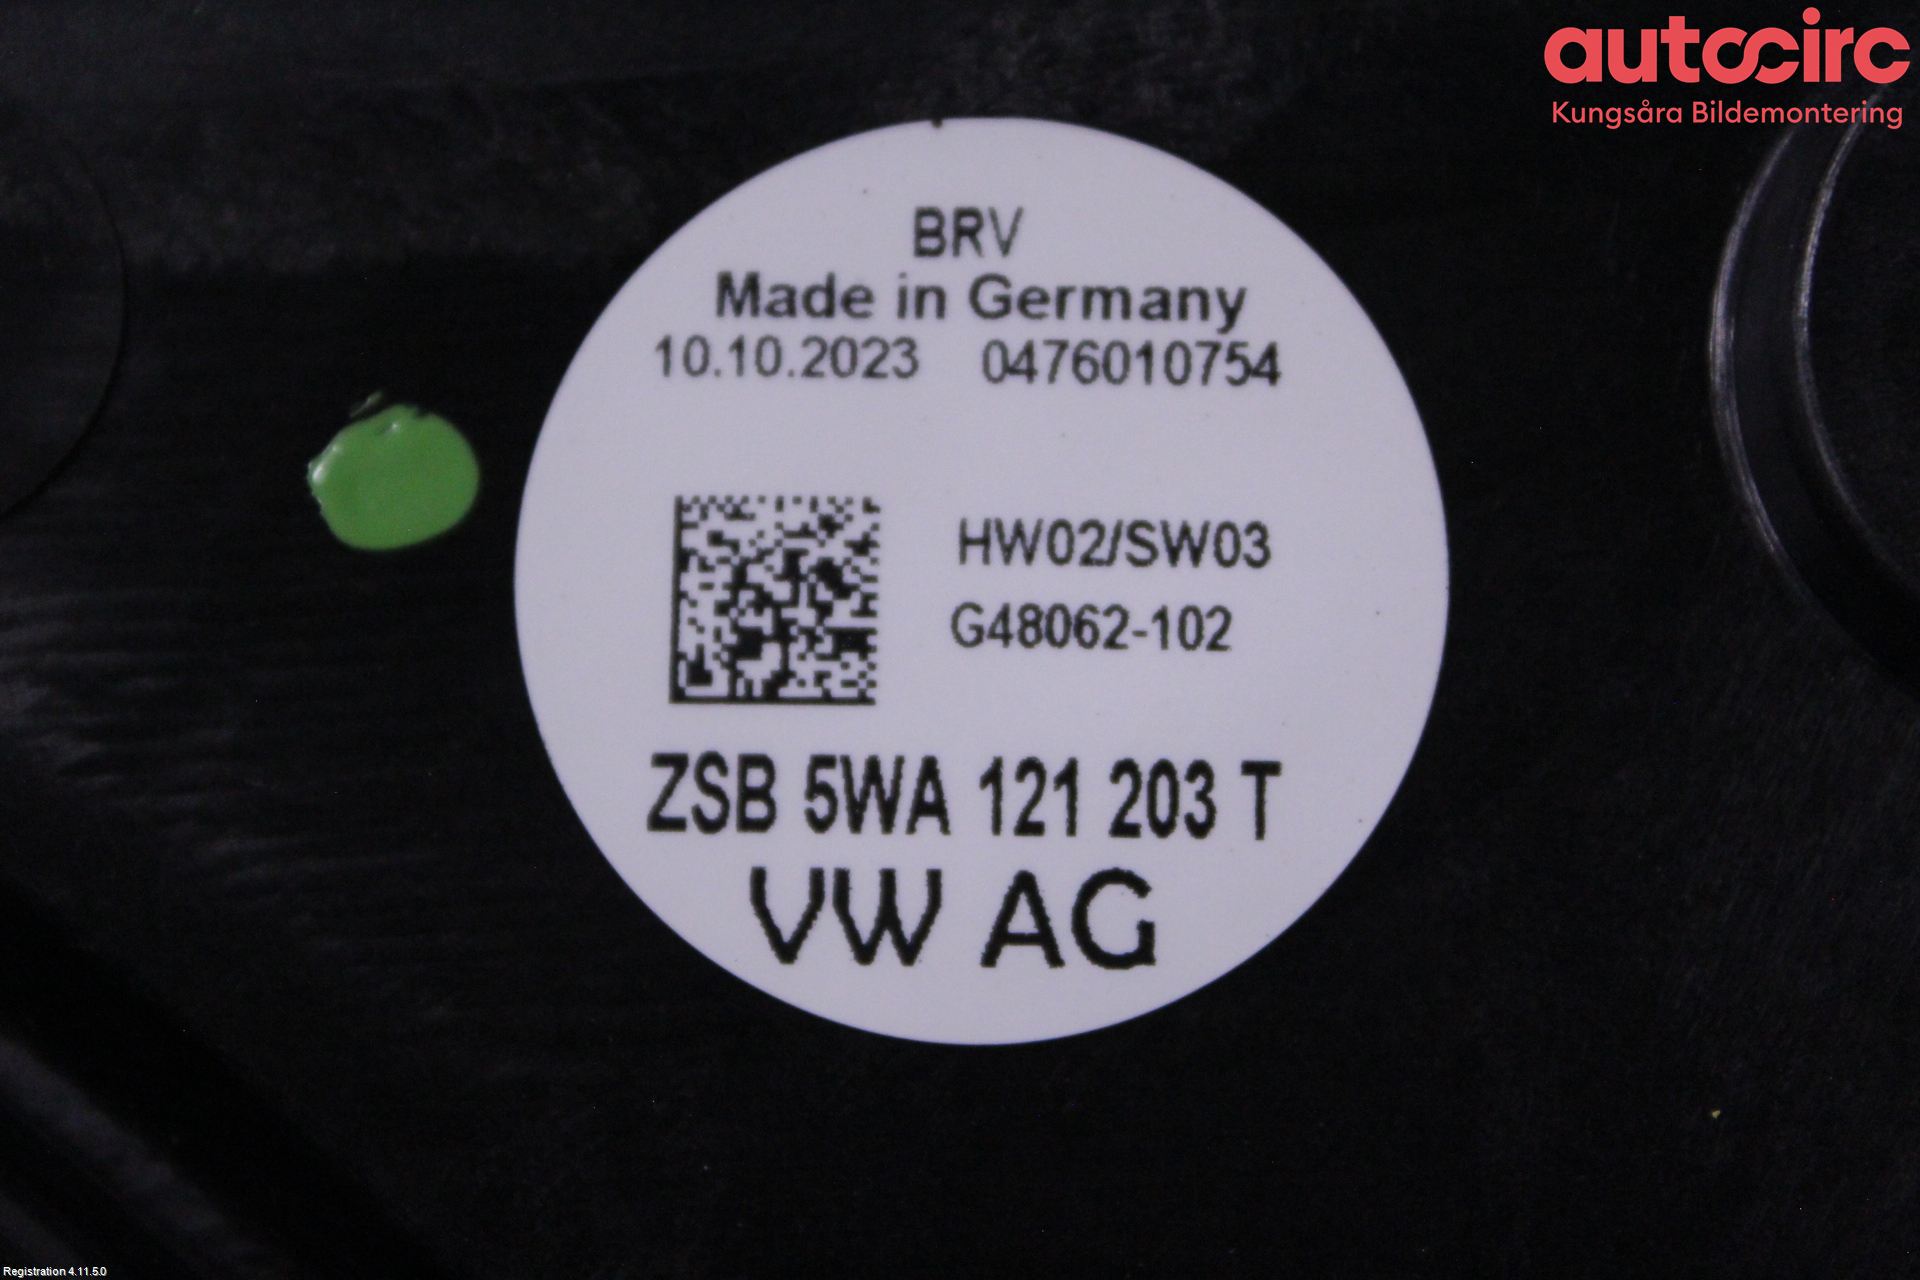 autocirc
Kungsåra Bildemontering
BRV
Made in Germany
10.10.2023 0476010754
HW02/SW03
G48062-102
ZSB 5WA 121 203 T
VW AG
Registration 4.11.5.0